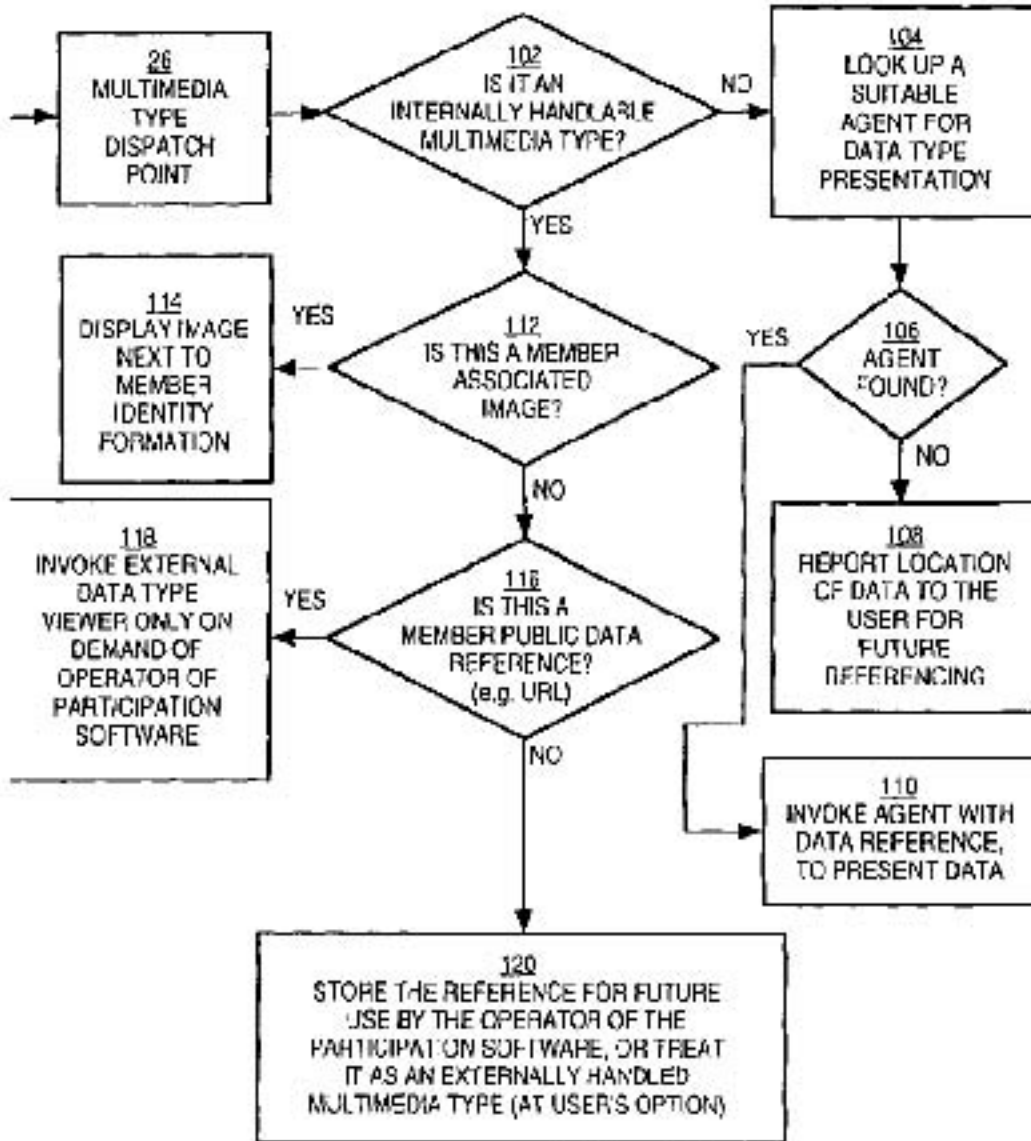 26
MULTIMEDIA
TYPE
DISPATCH
POINT
102
IS IT AN
INTERNALLY HANDLABLE
MULTIMEDIA TYPE?
NO
YES
104
LOOK UP A
SUITABLE
AGENT FOR
DATA TYPE
PRESENTATION
106
AGENT
FOUND?
YES
NO
108
REPORT LOCATION
OF DATA TO THE
USER FOR
FUTURE
REFERENCING
110
INVOKE AGENT WITH
DATA REFERENCE,
TO PRESENT DATA
112
IS THIS A MEMBER
ASSOCIATED
IMAGE?
YES
NO
114
DISPLAY IMAGE
NEXT TO
MEMBER
IDENTITY
FORMATION
116
IS THIS A
MEMBER PUBLIC DATA
REFERENCE?
(e.g. URL)
YES
NO
118
INVOKE EXTERNAL
DATA TYPE
VIEWER ONLY ON
DEMAND OF
OPERATOR OF
PARTICIPATION
SOFTWARE
120
STORE THE REFERENCE FOR FUTURE
USE BY THE OPERATOR OF THE
PARTICIPATION SOFTWARE, OR TREAT
IT AS AN EXTERNALLY HANDLED
MULTIMEDIA TYPE (AT USER'S OPTION)